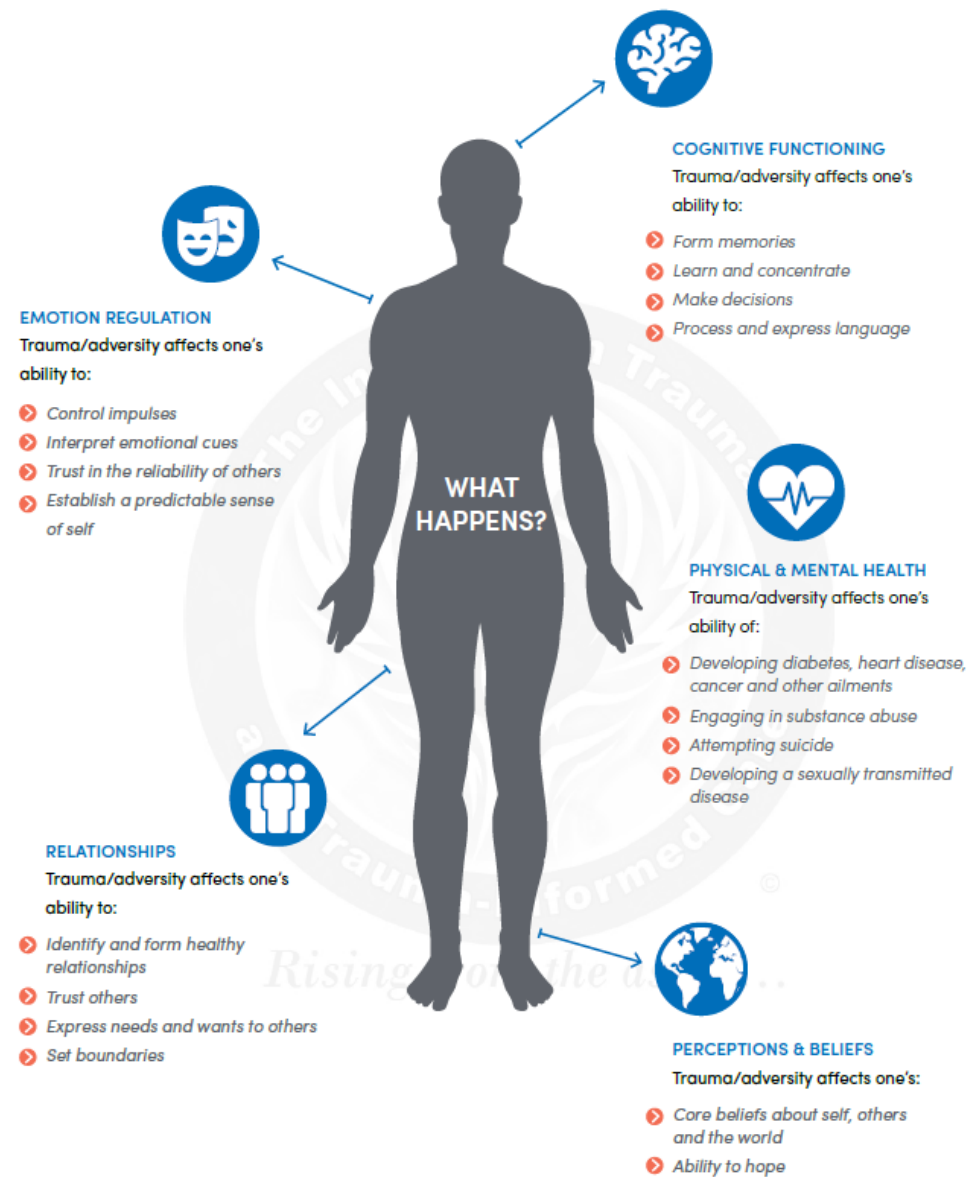 COGNITIVE FUNCTIONING
Trauma/adversity affects one's
ability to:
Form memories
Learn and concentrate
Make decisions
Process and express language
EMOTION REGULATION
Trauma/adversity affects one's
ability to:
Control impulses
Interpret emotional cues
Trust in the reliability of others
Establish a predictable sense
of self
WHAT
HAPPENS?
PHYSICAL & MENTAL HEALTH
Trauma/adversity affects one's
ability of:
Developing diabetes, heart disease,
cancer and other ailments
Engaging in substance abuse
Attempting suicide
Developing a sexually transmitted
disease
RELATIONSHIPS
Trauma/adversity affects one's
ability to:
Identify and form healthy
relationships
Trust others
Express needs and wants to others
Set boundaries
PERCEPTIONS & BELIEFS
Trauma/adversity affects one's:
Core beliefs about self, others
and the world
Ability to hope
The
Trauma
©
Rising the